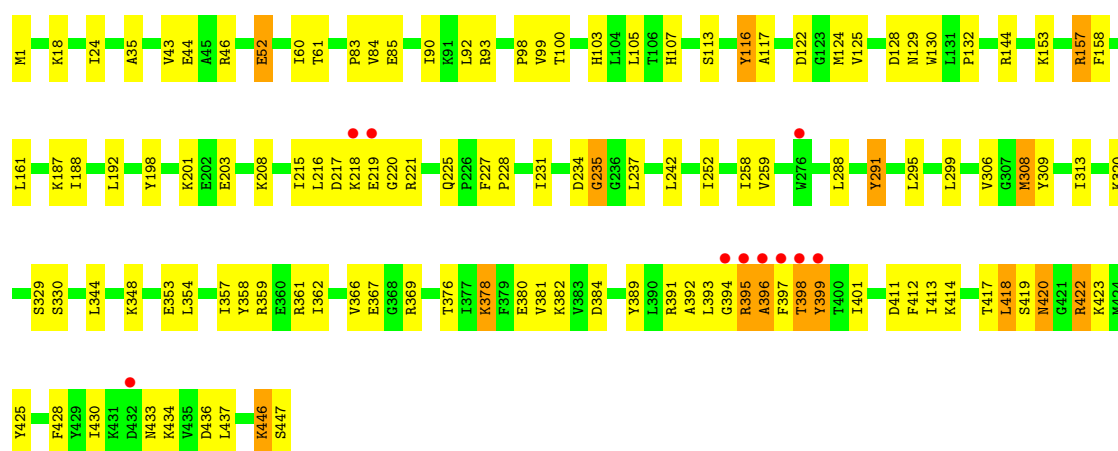 M1 K18 I24 A35 V43 E44 A45 R46 E52 I60 T61 P83 V84 E85 I90 K91 L92 R93 P98 V99 T100 H103 L104 L105 T106 H107 S113 Y116 A117 D122 G123 M124 V125 D128 N129 W130 L131 P132 R144 K153 R157 F158
L161 K187 I188 L192 Y198 K201 E202 E203 K208 I215 L216 D217 K218 E219 G220 R221 Q225 P226 F227 P228 I231 D234 G235 G236 L237 L242 I252 I258 V259 W276 L288 Y291 L295 L299 V306 G307 M308 Y309 I313 K320
S329 S330 L344 K348 E353 L354 I357 Y358 R359 E360 R361 I362 V366 E367 G368 R369 T376 I377 K378 F379 E380 V381 K382 V383 D384 Y389 L390 R391 A392 L393 G394 R395 A396 F397 T398 Y399 T400 I401 D411 F412 I413 K414 T417 L418 S419 N420 G421 R422 K423 M424
Y425 F428 Y429 I430 K431 D432 N433 K434 V435 D436 L437 K446 S447